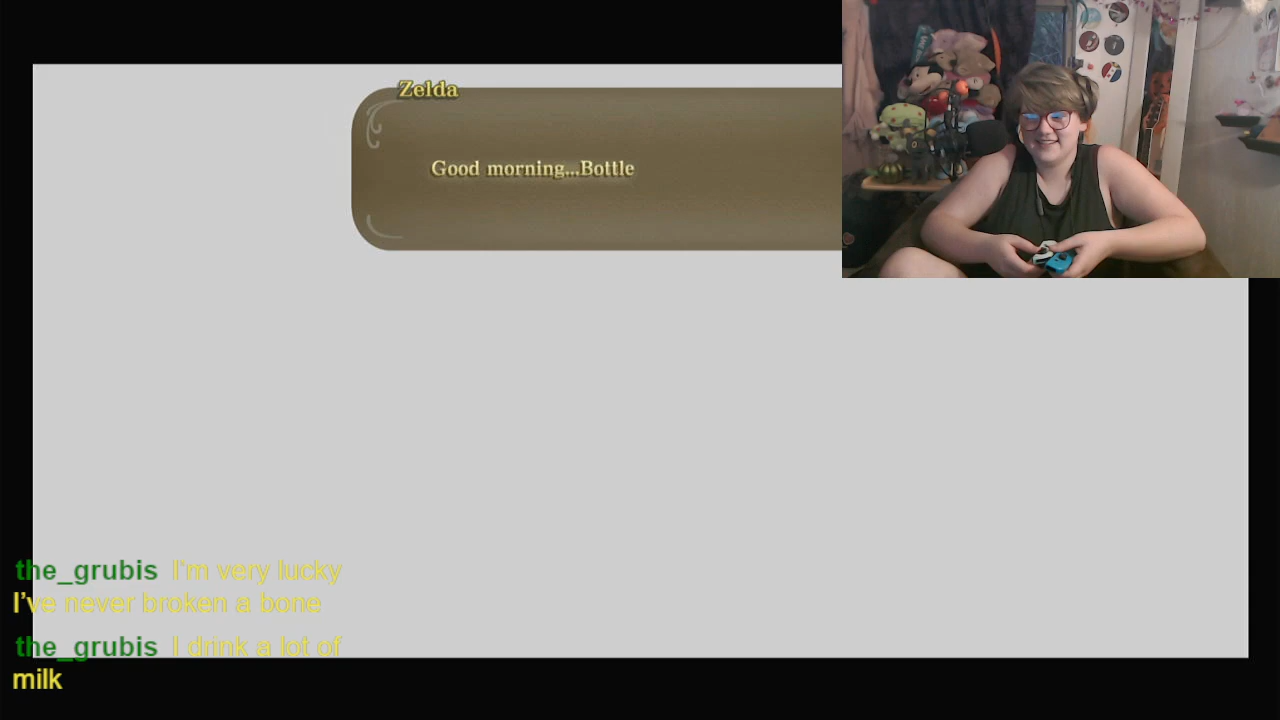 Zelda
Good morning...Bottle
the_grubis I'm very lucky
I've never broken a bone
the_grubis I drink a lot of
milk